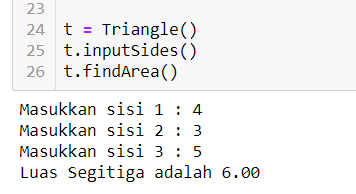 23
24 t = Triangle()
25 t.inputSides()
26 t.findArea()
Masukkan sisi 1 : 4
Masukkan sisi 2 : 3
Masukkan sisi 3 : 5
Luas Segitiga adalah 6.00